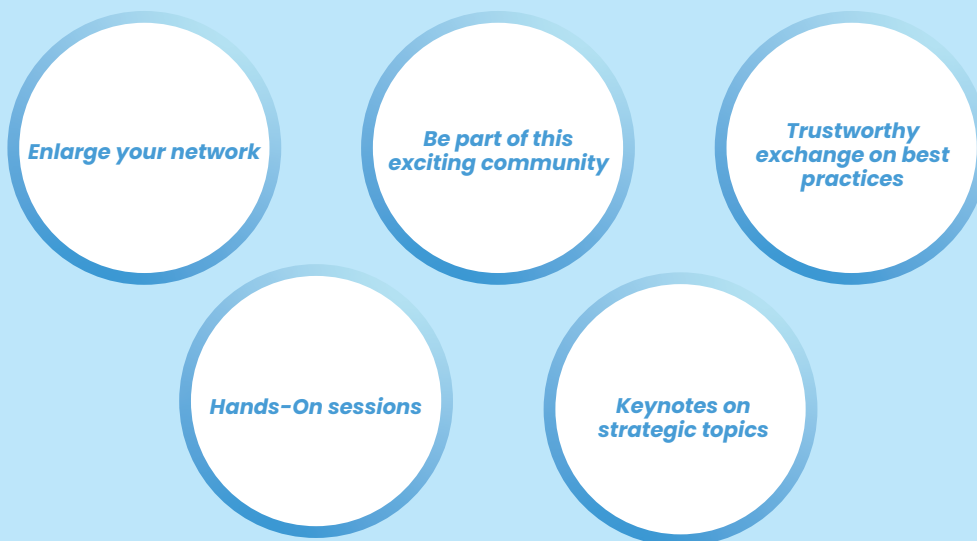 Enlarge your network
Be part of this
exciting community
Trustworthy
exchange on best
practices
Hands-On sessions
Keynotes on
strategic topics